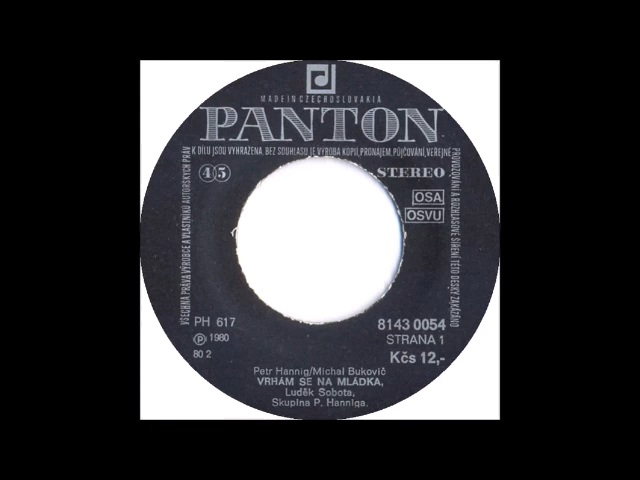 MADE IN CZECHOSLOVAKIA
PANTON
VŠECHNA PRÁVA VÝROBCE A VLASTNÍKŮ AUTORSKÝCH PRÁV K DÍLU JSOU VYHRAZENA. BEZ SOUHLASU JE VÝROBA KOPIÍ, PRONÁJEM, PŮJČOVÁNÍ, VEŘEJNÉ PROVOZOVÁNÍ A ROZHLASOVÉ ŠÍŘENÍ TÉTO DESKY ZAKÁZÁNO
45 STEREO
OSA
OSVU
PH 617 8143 0054
℗ 1980 STRANA 1
80 2 Kčs 12,-
Petr Hannig/Michal Bukovič
VRHÁM SE NA MLÁDKA,
Luděk Sobota,
Skupina P. Hanniga.